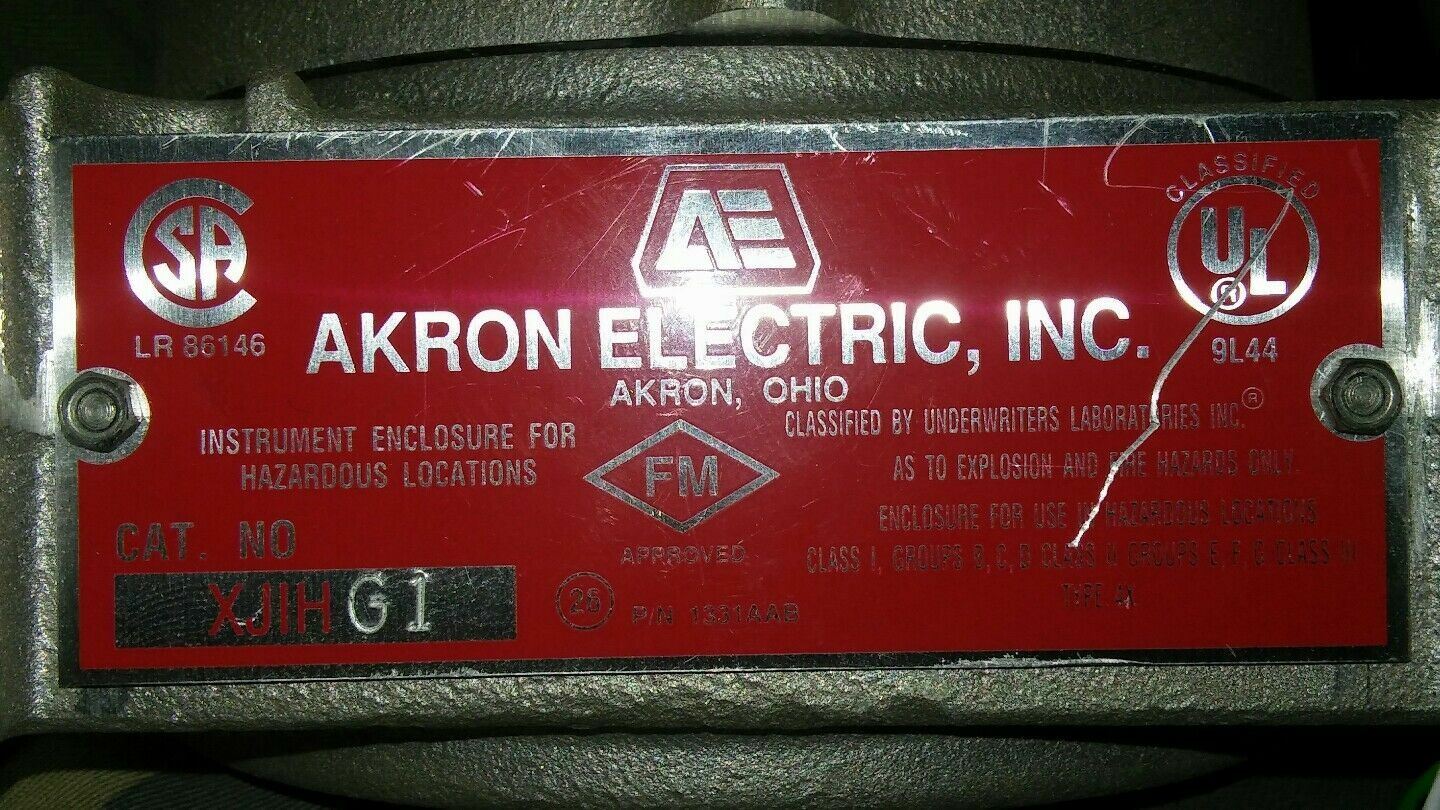 CSA
LR 86146
AE
CLASSIFIED
UL
®
9L44
AKRON ELECTRIC, INC.
AKRON, OHIO
INSTRUMENT ENCLOSURE FOR
HAZARDOUS LOCATIONS
FM
APPROVED
CLASSIFIED BY UNDERWRITERS LABORATORIES INC.®
AS TO EXPLOSION AND FIRE HAZARDS ONLY.
ENCLOSURE FOR USE IN HAZARDOUS LOCATIONS
CLASS I, GROUPS B, C, D CLASS II GROUPS E, F, G CLASS III
TYPE 4X
CAT. NO
XJIH G1
26
P/N 1331AAB